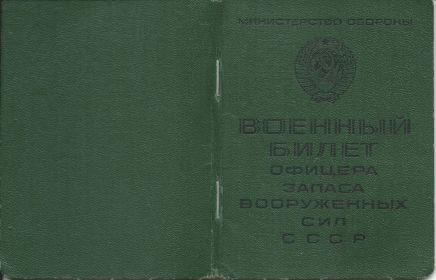 МИНИСТЕРСТВО ОБОРОНЫ
ВОЕННЫЙ
БИЛЕТ
ОФИЦЕРА
ЗАПАСА
ВООРУЖЕННЫХ
СИЛ
СССР